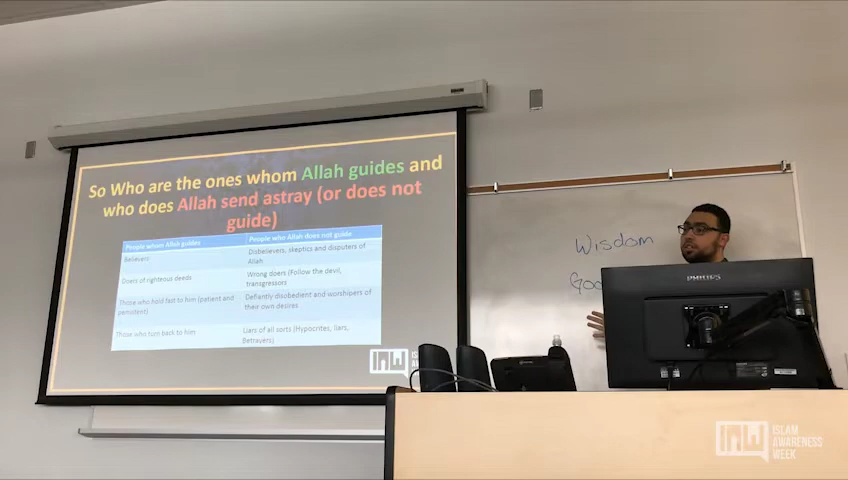 So Who are the ones whom Allah guides and
who does Allah send astray (or does not
guide)
People whom Allah guides
People who Allah does not guide
Believers
Disbelievers, skeptics and disputers of
Allah
Doers of righteous deeds
Wrong doers (Follow the devil,
transgressors
Those who hold fast to him (patient and
persistent)
Defiantly disobedient and worshipers of
their own desires
Those who turn back to him
Liars of all sorts (Hypocrites, liars,
Betrayers)
Wisdom
PHILIPS
ISLAM
AWARENESS
WEEK